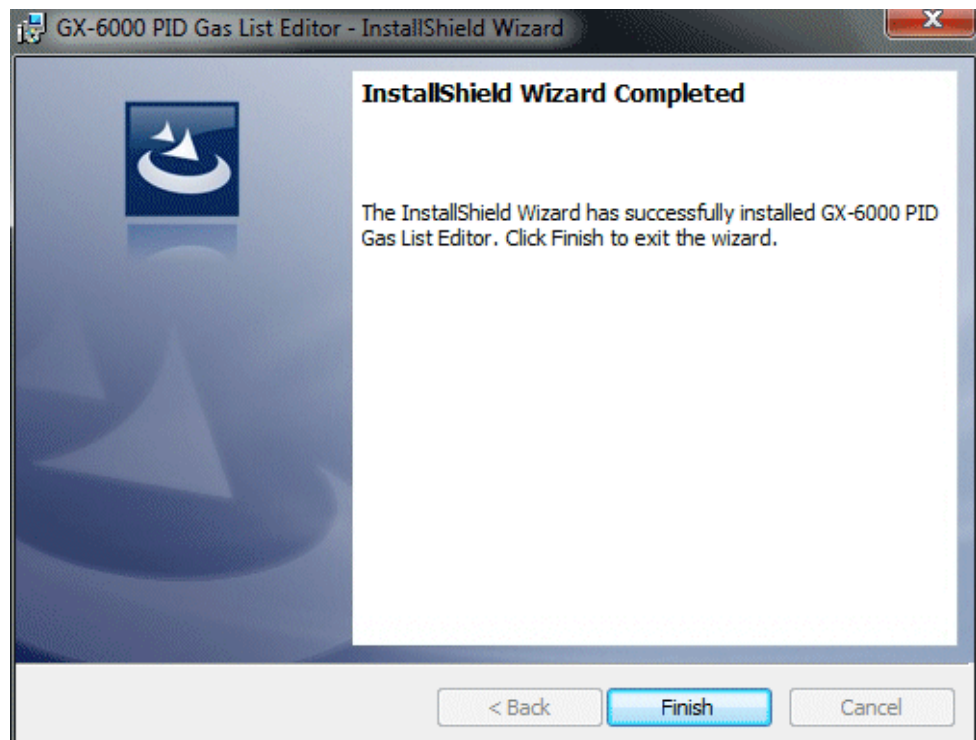 GX-6000 PID Gas List Editor - InstallShield Wizard
InstallShield Wizard Completed
The InstallShield Wizard has successfully installed GX-6000 PID
Gas List Editor. Click Finish to exit the wizard.
< Back Finish Cancel